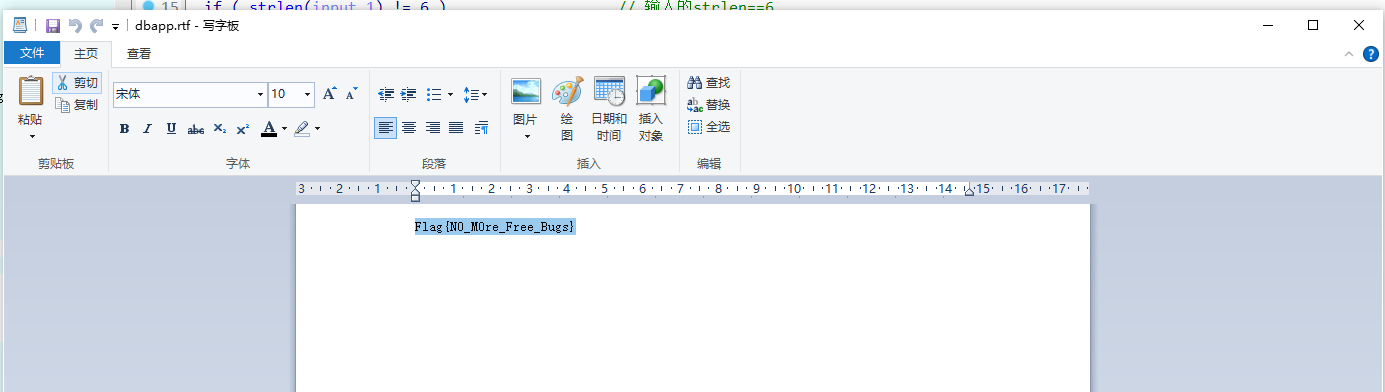 15 if ( strlen(input_1) != 6 ) // 输入的strlen==6
dbapp.rtf - 写字板
文件 主页 查看
粘贴 剪切 复制
宋体 10
B I U abc X₂ X² A
图片 绘图 日期和时间 插入对象
查找
替换
全选
剪贴板 字体 段落 插入 编辑
3 2 1 1 2 3 4 5 6 7 8 9 10 11 12 13 14 15 16 17
Flag{N0_M0re_Free_Bugs}